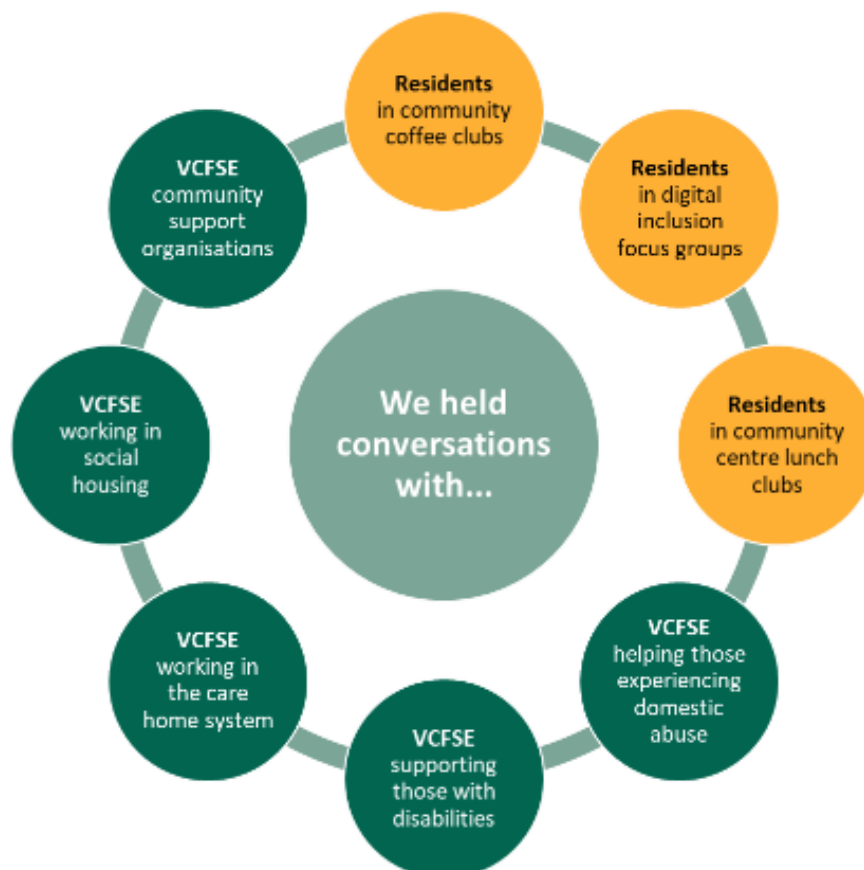 We held
conversations
with...
Residents
in community
coffee clubs
Residents
in digital
inclusion
focus groups
Residents
in community
centre lunch
clubs
VCFSE
helping those
experiencing
domestic
abuse
VCFSE
supporting
those with
disabilities
VCFSE
working in
the care
home system
VCFSE
working in
social
housing
VCFSE
community
support
organisations